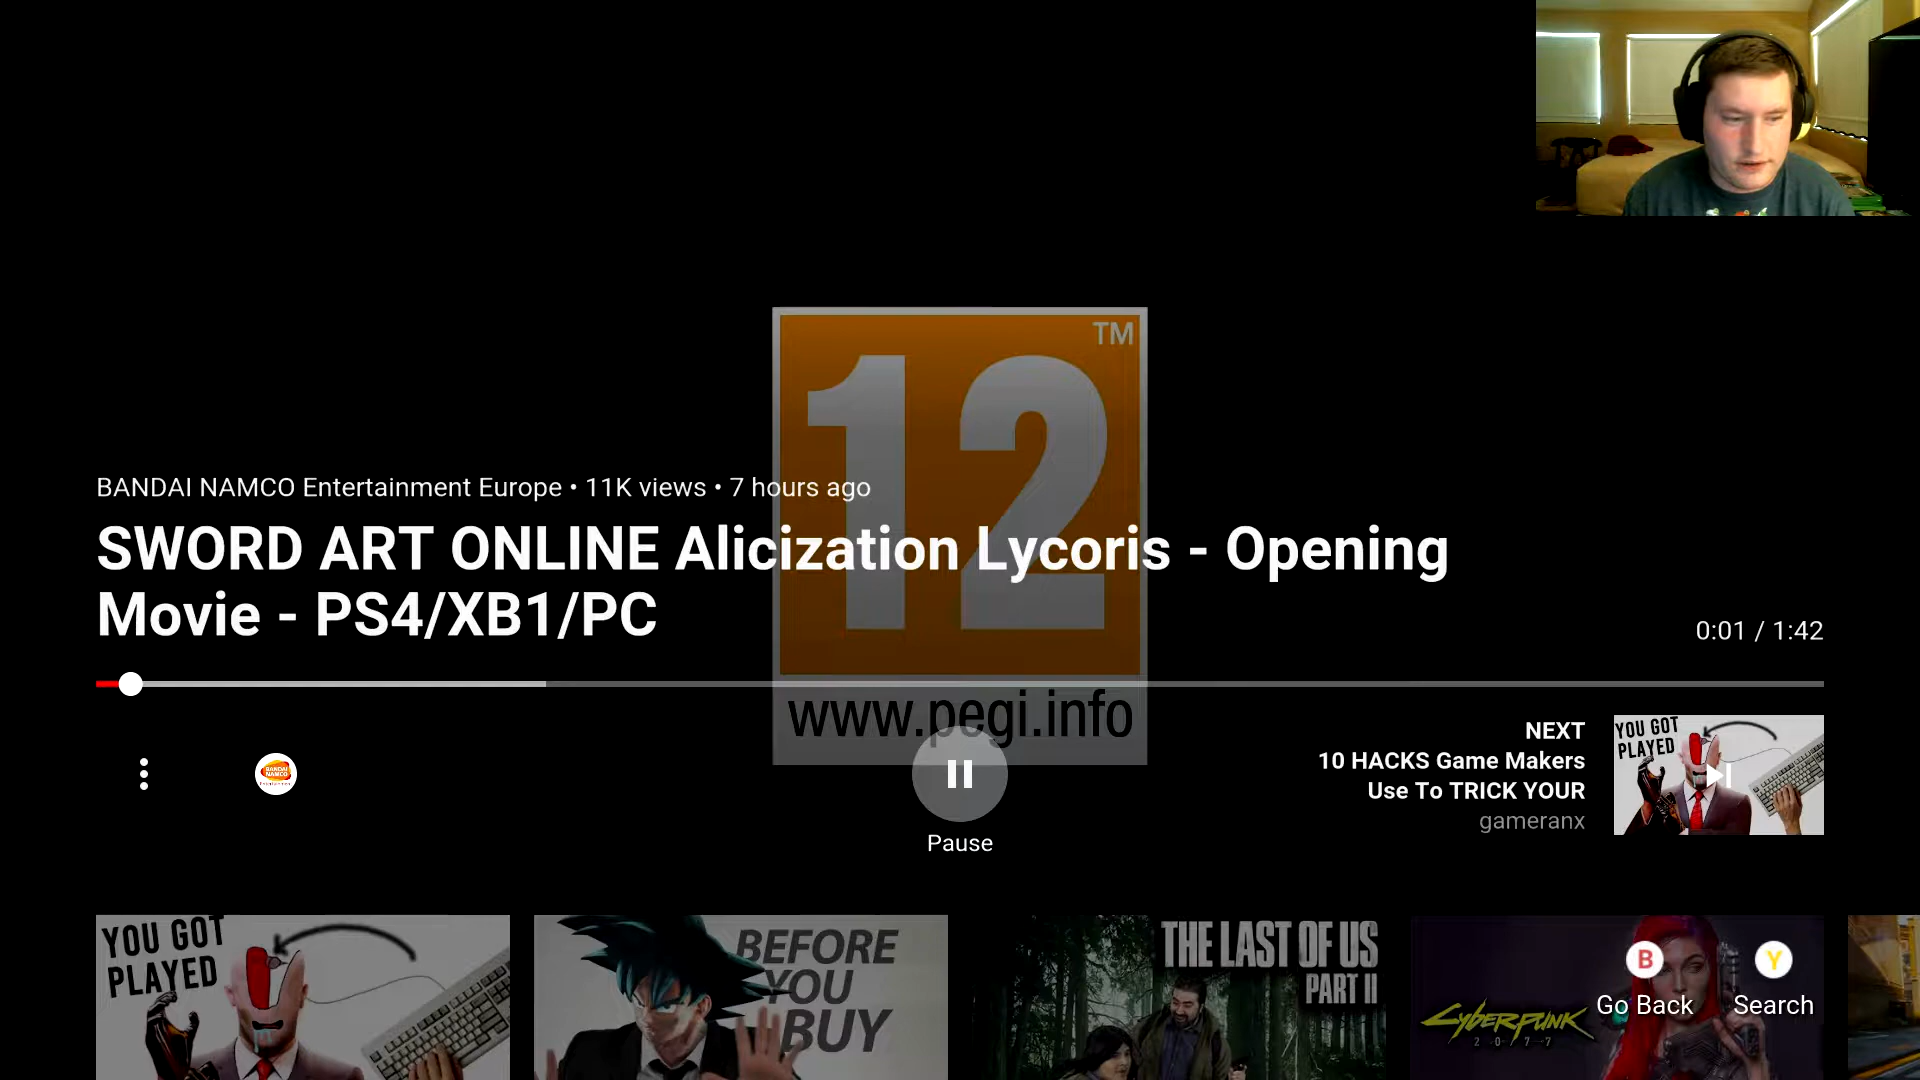 12
TM
BANDAI NAMCO Entertainment Europe • 11K views • 7 hours ago
SWORD ART ONLINE Alicization Lycoris - Opening
Movie - PS4/XB1/PC
0:01 / 1:42
www.pegi.info
NEXT
10 HACKS Game Makers
Use To TRICK YOUR
gameranx
YOU GOT
PLAYED
BANDAI
NAMCO
Pause
YOU GOT
PLAYED
BEFORE
YOU
BUY
THE LAST OF US
PART II
CYBERPUNK
2077
B
Go Back
Y
Search